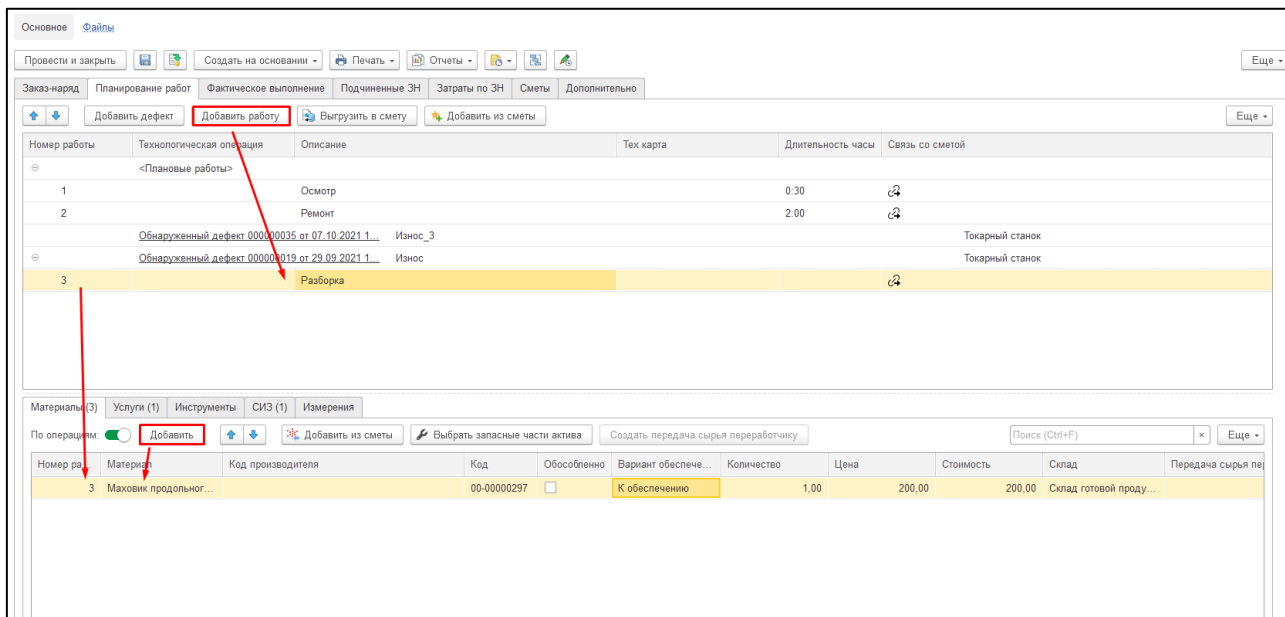 Основное Файлы
Провести и закрыть Создать на основании Печать Отчеты Еще
Заказ-наряд Планирование работ Фактическое выполнение Подчиненные ЗН Затраты по ЗН Сметы Дополнительно
Добавить дефект Добавить работу Выгрузить в смету Добавить из сметы Еще
Номер работы Технологическая операция Описание Тех карта Длительность часы Связь со сметой
<Плановые работы>
1 Осмотр 0:30
2 Ремонт 2:00
Обнаруженный дефект 000000035 от 07.10.2021 1... Износ_3 Токарный станок
Обнаруженный дефект 000000019 от 29.09.2021 1... Износ Токарный станок
3 Разборка
Материалы (3) Услуги (1) Инструменты СИЗ (1) Измерения
По операциям: Добавить Добавить из сметы Выбрать запасные части актива Создать передача сырья переработчику Поиск (Ctrl+F) × Еще
Номер ра... Материал Код производителя Код Обособленно Вариант обеспече... Количество Цена Стоимость Склад Передача сырья пер
3 Маховик продольног... 00-00000297 К обеспечению 1,00 200,00 200,00 Склад готовой проду...